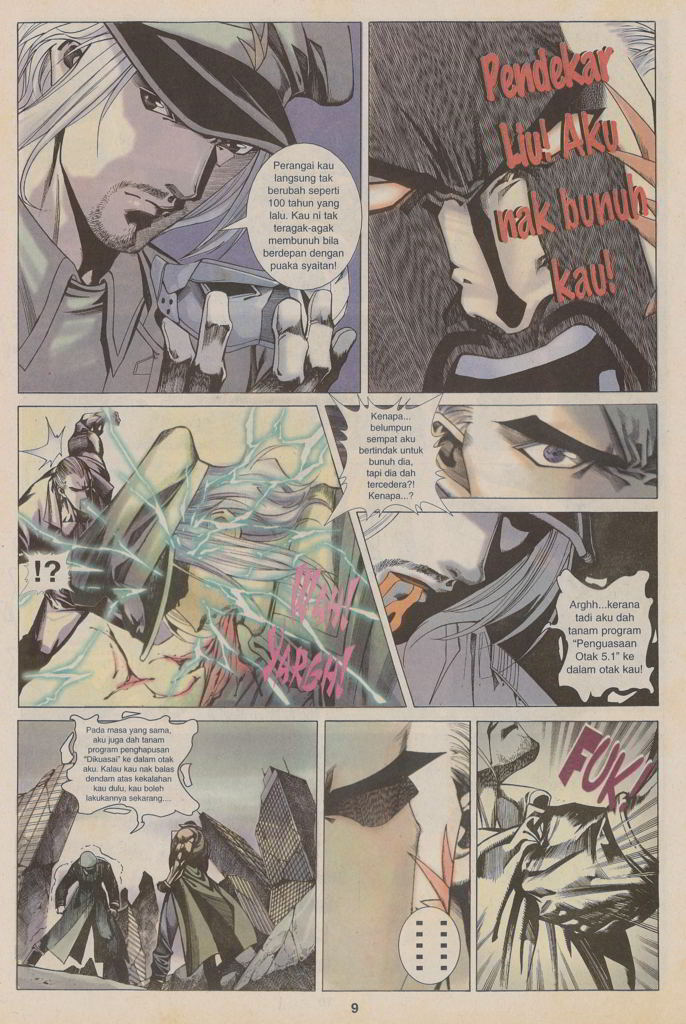 Perangai kau
langsung tak
berubah seperti
100 tahun yang
lalu. Kau ni tak
teragak-agak
membunuh bila
berdepan dengan
puaka syaitan!
Pendekar
Liu! Aku
nak bunuh
kau!
!?
WAH!
YARGH!
Kenapa...
belumpun
sempat aku
bertindak untuk
bunuh dia,
tapi dia dah
tercedera?!
Kenapa...?
Arghh...kerana
tadi aku dah
tanam program
“Penguasaan
Otak 5.1” ke
dalam otak kau!
Pada masa yang sama,
aku juga dah tanam
program penghapusan
“Dikuasai” ke dalam otak
aku. Kalau kau nak balas
dendam atas kekalahan
kau dulu, kau boleh
lakukannya sekarang....
FUK!
9